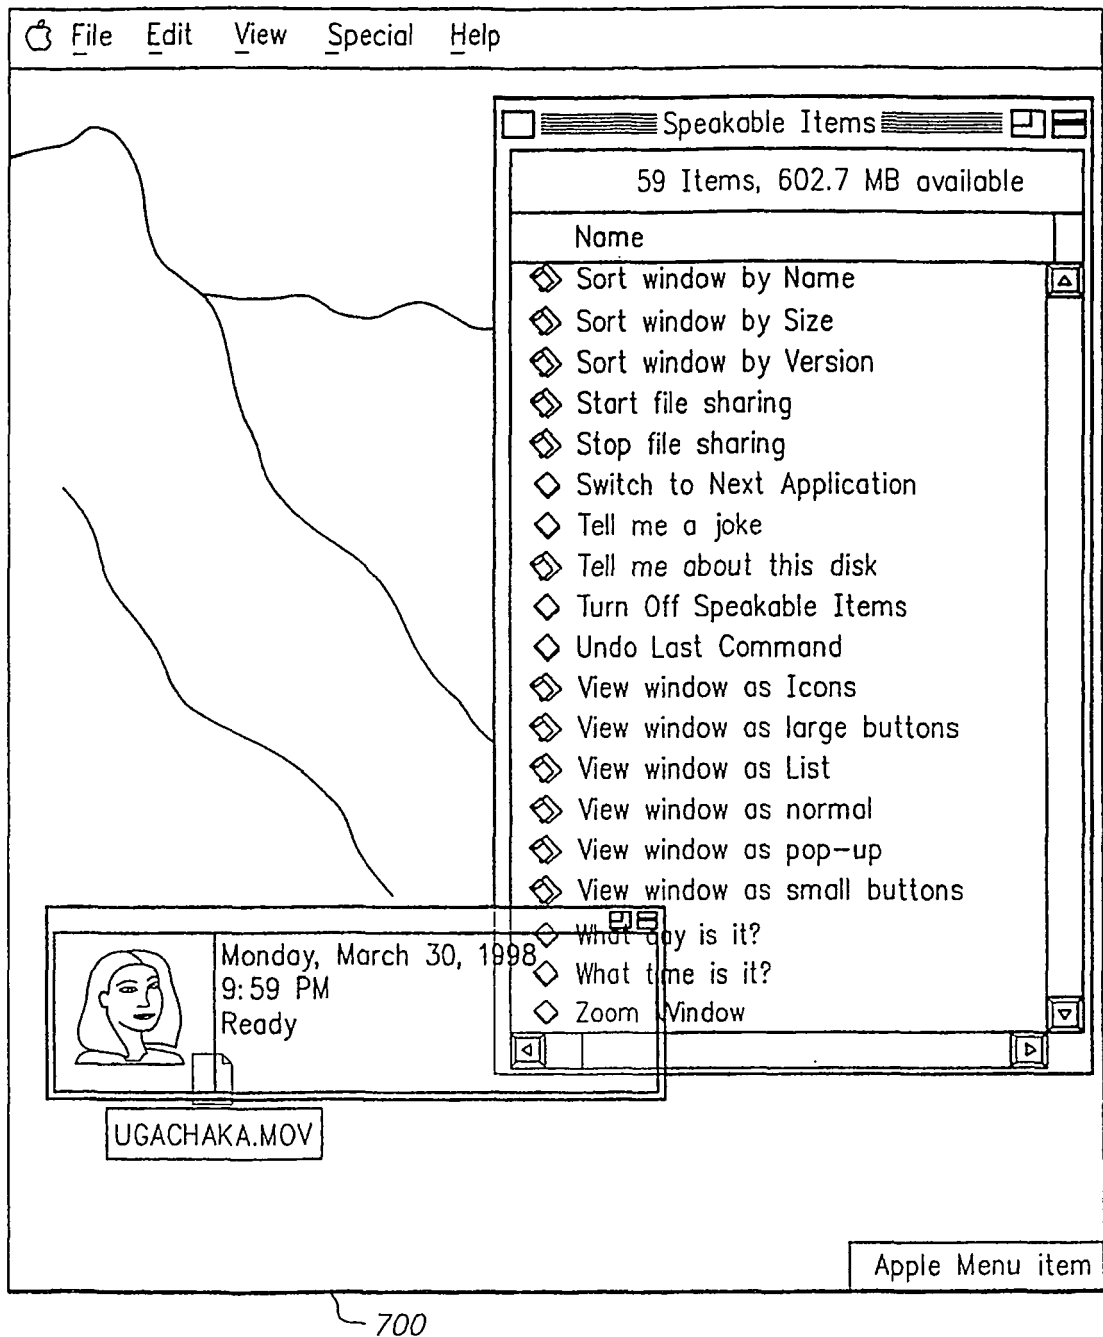 File Edit View Special Help
Speakable Items
59 Items, 602.7 MB available
Name
Sort window by Name
Sort window by Size
Sort window by Version
Start file sharing
Stop file sharing
Switch to Next Application
Tell me a joke
Tell me about this disk
Turn Off Speakable Items
Undo Last Command
View window as Icons
View window as large buttons
View window as List
View window as normal
View window as pop-up
View window as small buttons
What day is it?
What time is it?
Zoom Window
Monday, March 30, 1998
9:59 PM
Ready
UGACHAKA.MOV
Apple Menu item
700